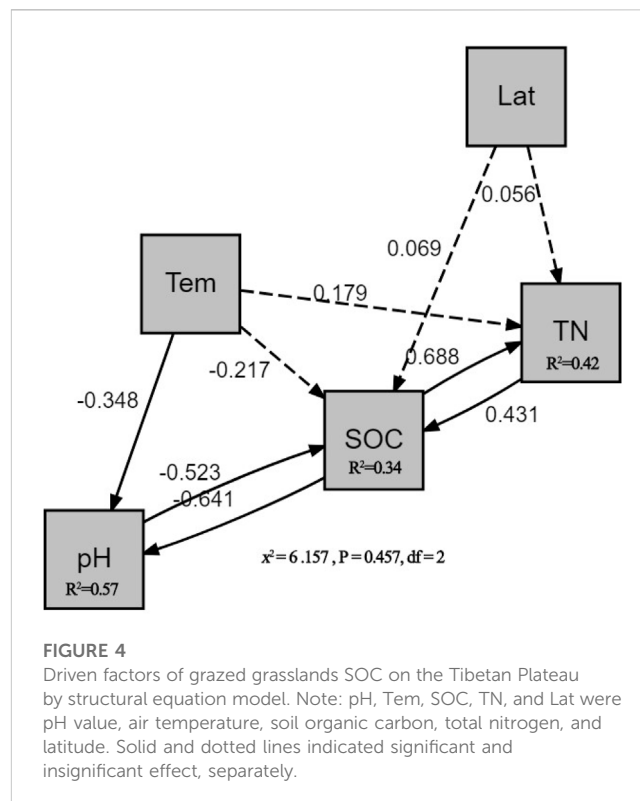 Lat
0.056
0.069
Tem
0.179
TN
R²=0.42
-0.217
0.688
-0.348
0.431
SOC
R²=0.34
-0.523
-0.641
pH
R²=0.57
x²=6.157, P=0.457, df=2
FIGURE 4
Driven factors of grazed grasslands SOC on the Tibetan Plateau
by structural equation model. Note: pH, Tem, SOC, TN, and Lat were
pH value, air temperature, soil organic carbon, total nitrogen, and
latitude. Solid and dotted lines indicated significant and
insignificant effect, separately.